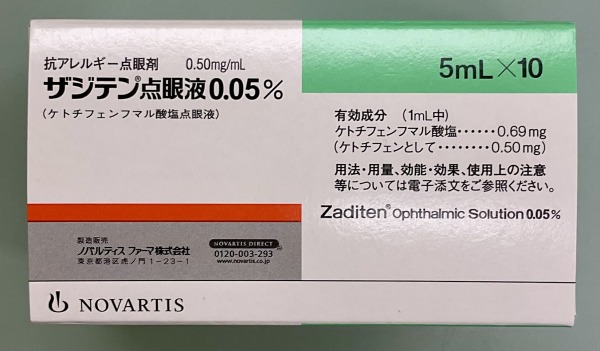 抗アレルギー点眼剤 0.50mg/mL
ザジテン®点眼液0.05%
(ケトチフェンフマル酸塩点眼液)
製造販売
ノバルティス ファーマ株式会社
東京都港区虎ノ門1-23-1
NOVARTIS DIRECT
0120-003-293
www.novartis.co.jp
NOVARTIS
5mL×10
有効成分 (1mL中)
ケトチフェンフマル酸塩・・・・・・0.69mg
(ケトチフェンとして・・・・・・・・0.50mg)
用法・用量、効能・効果、使用上の注意
等については電子添文をご参照ください。
Zaditen® Ophthalmic Solution 0.05%